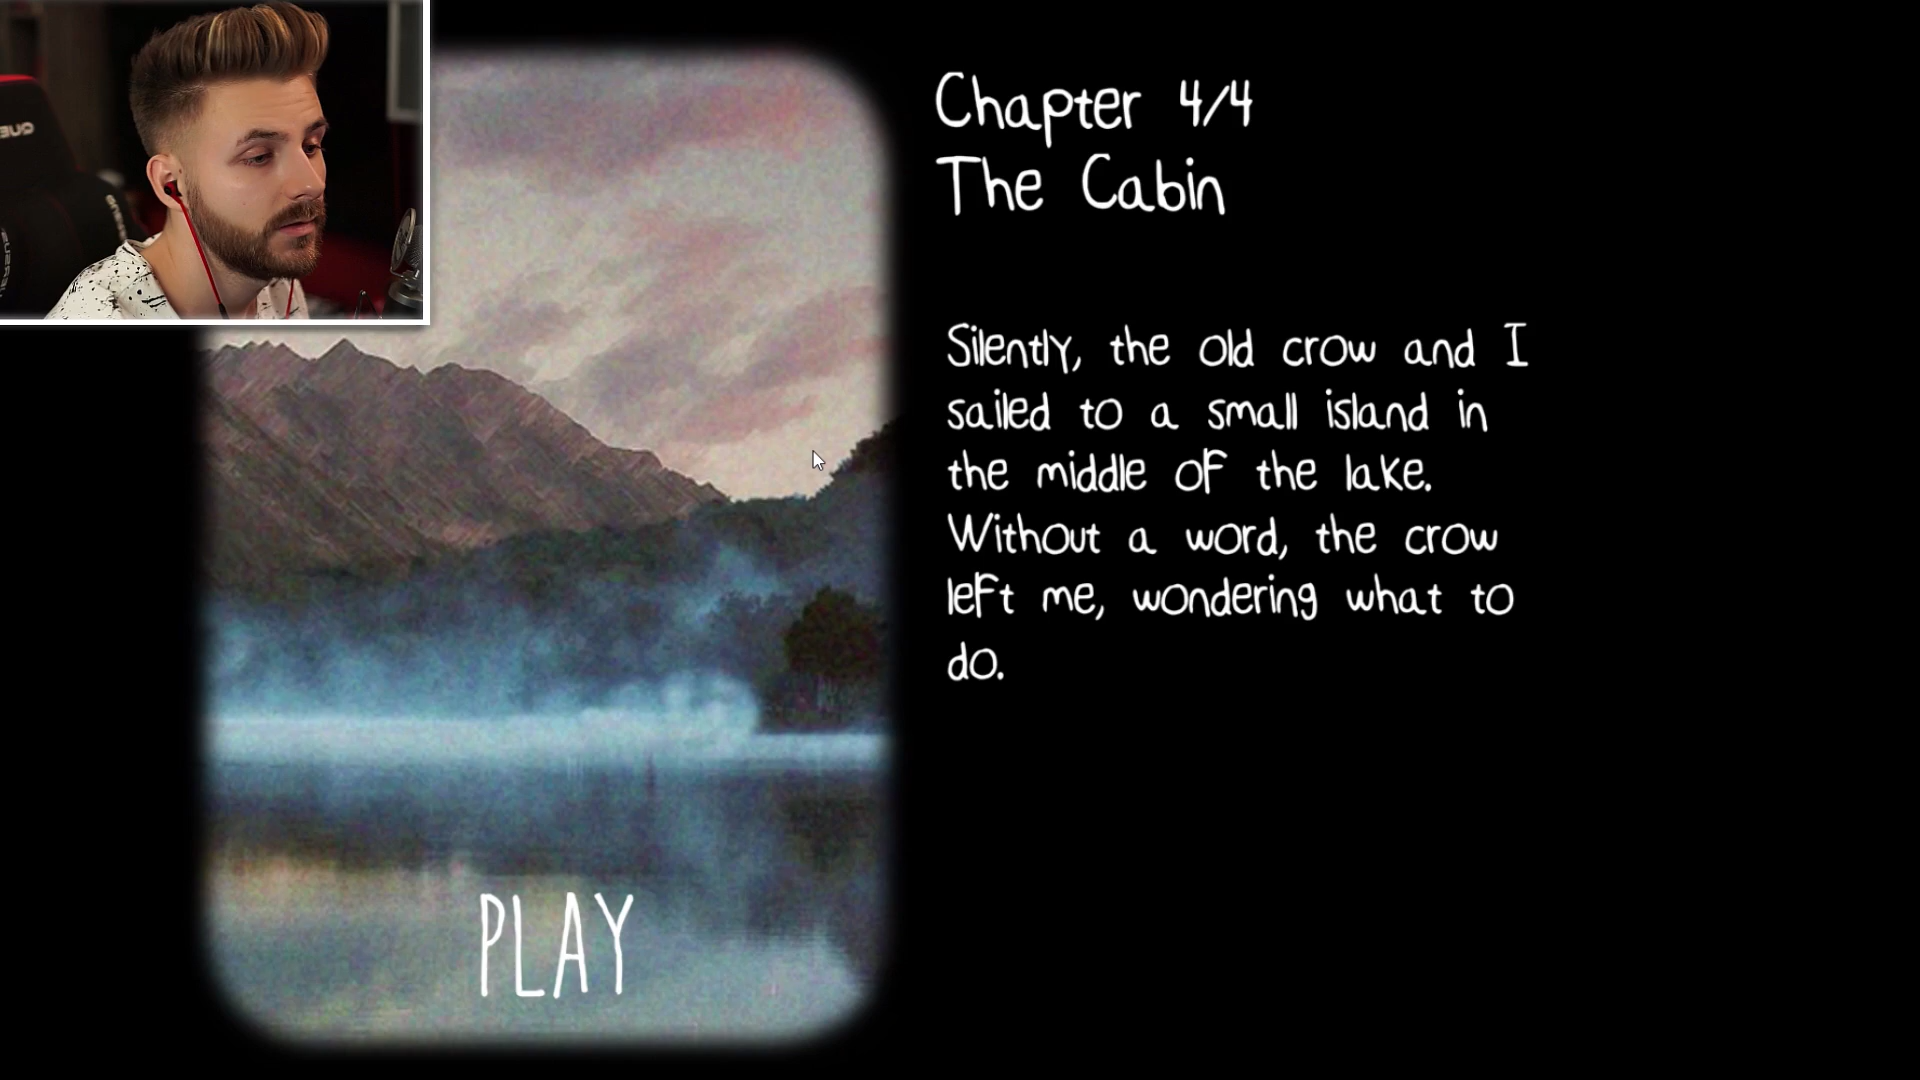 Chapter 4/4
The Cabin
Silently, the old crow and I
sailed to a small island in
the middle of the lake.
Without a word, the crow
left me, wondering what to
do.
PLAY